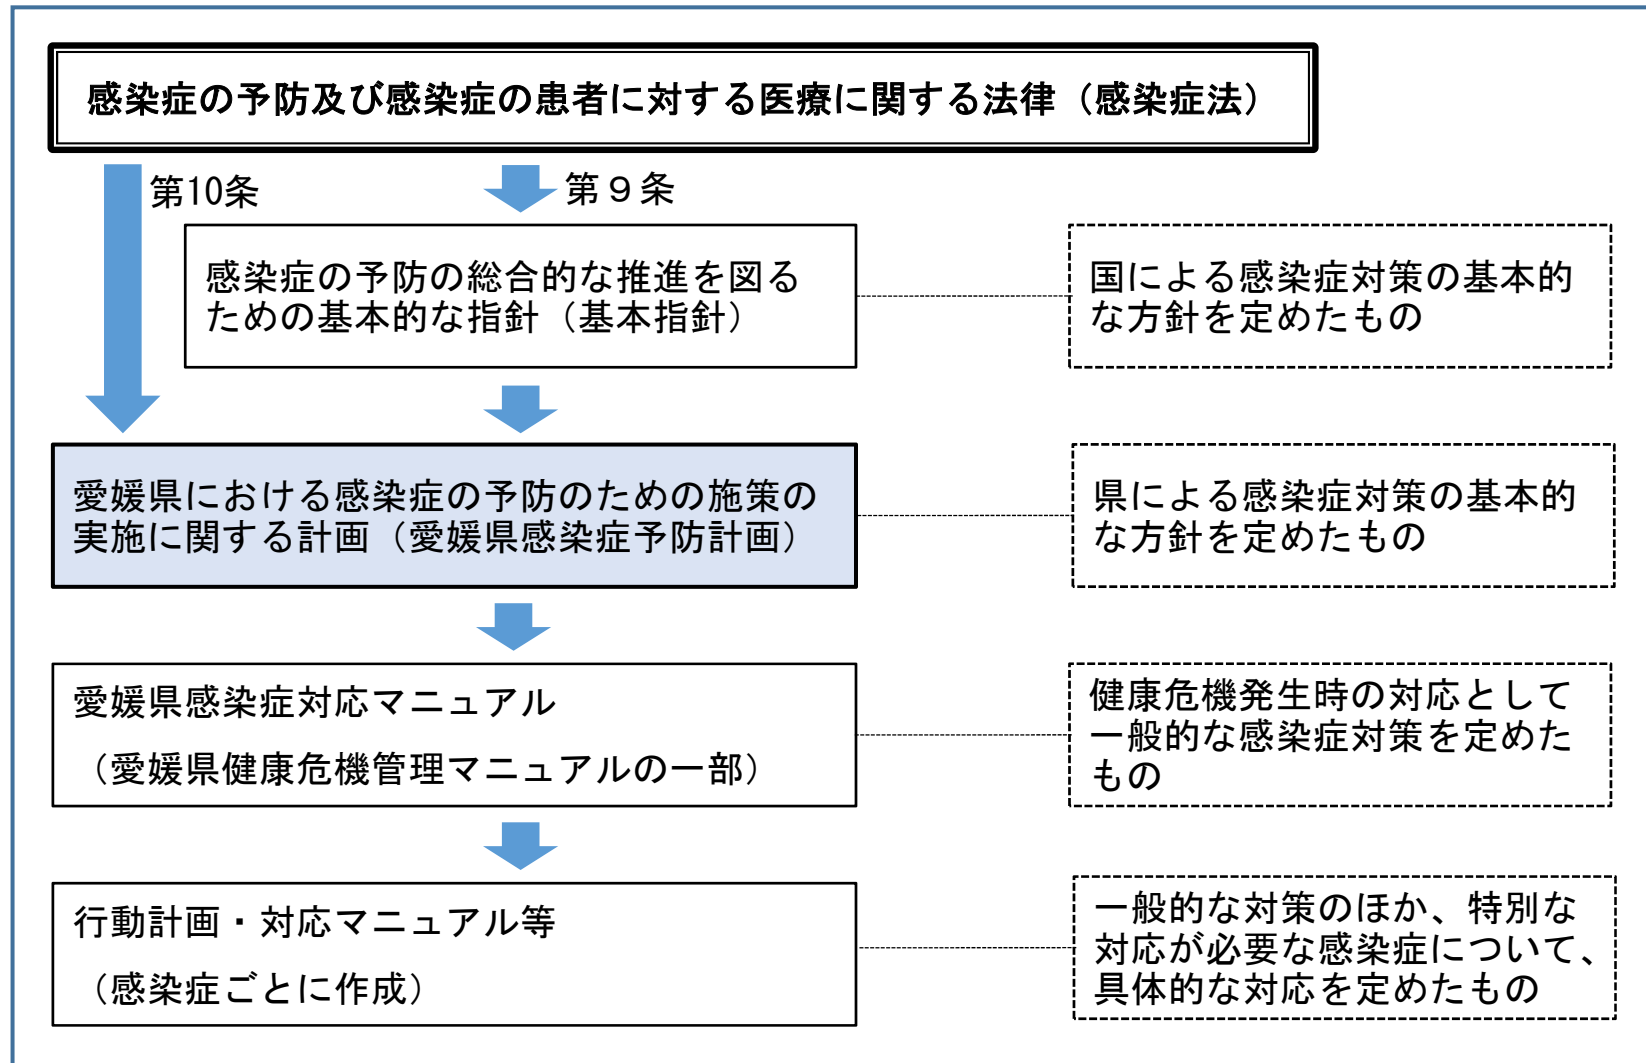 感染症の予防及び感染症の患者に対する医療に関する法律（感染症法）
第10条
第９条
感染症の予防の総合的な推進を図る
ための基本的な指針（基本指針）
国による感染症対策の基本的
な方針を定めたもの
愛媛県における感染症の予防のための施策の
実施に関する計画（愛媛県感染症予防計画）
県による感染症対策の基本的
な方針を定めたもの
愛媛県感染症対応マニュアル
（愛媛県健康危機管理マニュアルの一部）
健康危機発生時の対応として
一般的な感染症対策を定めた
もの
行動計画・対応マニュアル等
（感染症ごとに作成）
一般的な対策のほか、特別な
対応が必要な感染症について、
具体的な対応を定めたもの